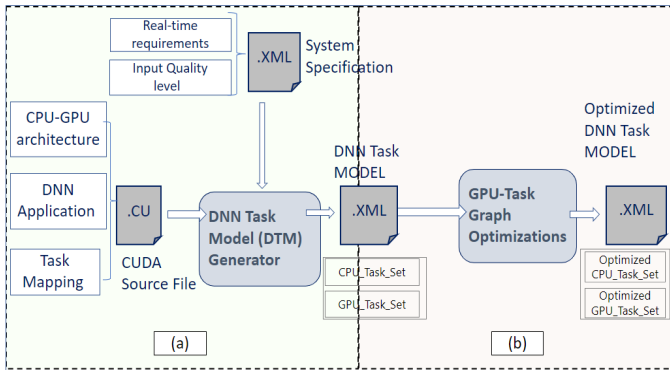 Real-time
requirements
Input Quality
level
.XML
System
Specification
CPU-GPU
architecture
DNN
Application
Task
Mapping
.CU
CUDA
Source File
DNN Task
Model (DTM)
Generator
DNN Task
MODEL
.XML
CPU_Task_Set
GPU_Task_Set
(a)
GPU-Task
Graph
Optimizations
Optimized
DNN Task
MODEL
.XML
Optimized
CPU_Task_Set
Optimized
GPU_Task_Set
(b)